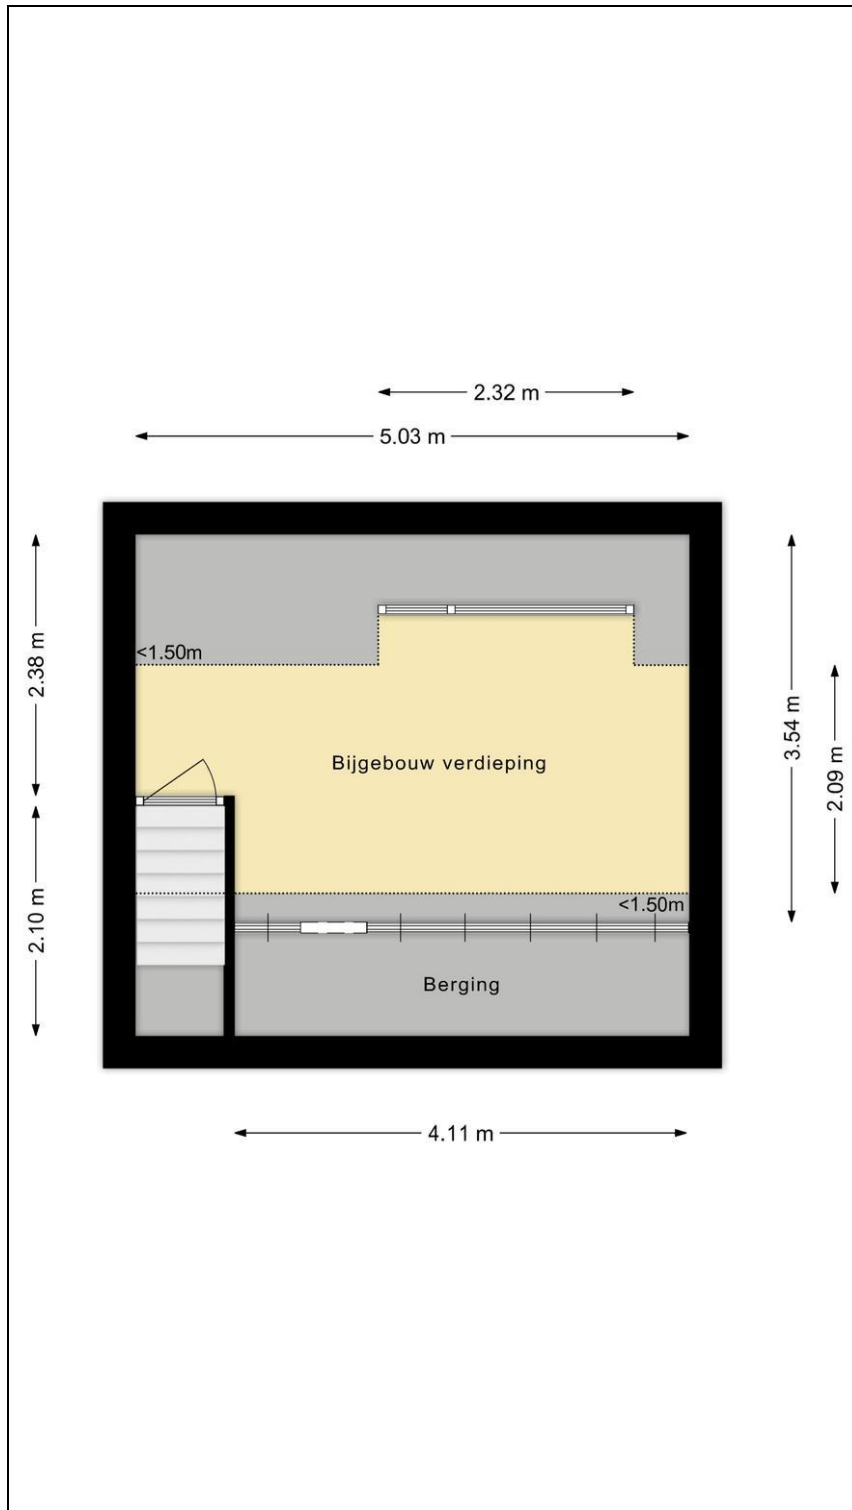 2.32 m
5.03 m
<1.50m
2.38 m
3.54 m
2.09 m
Bijgebouw verdieping
2.10 m
<1.50m
Berging
4.11 m